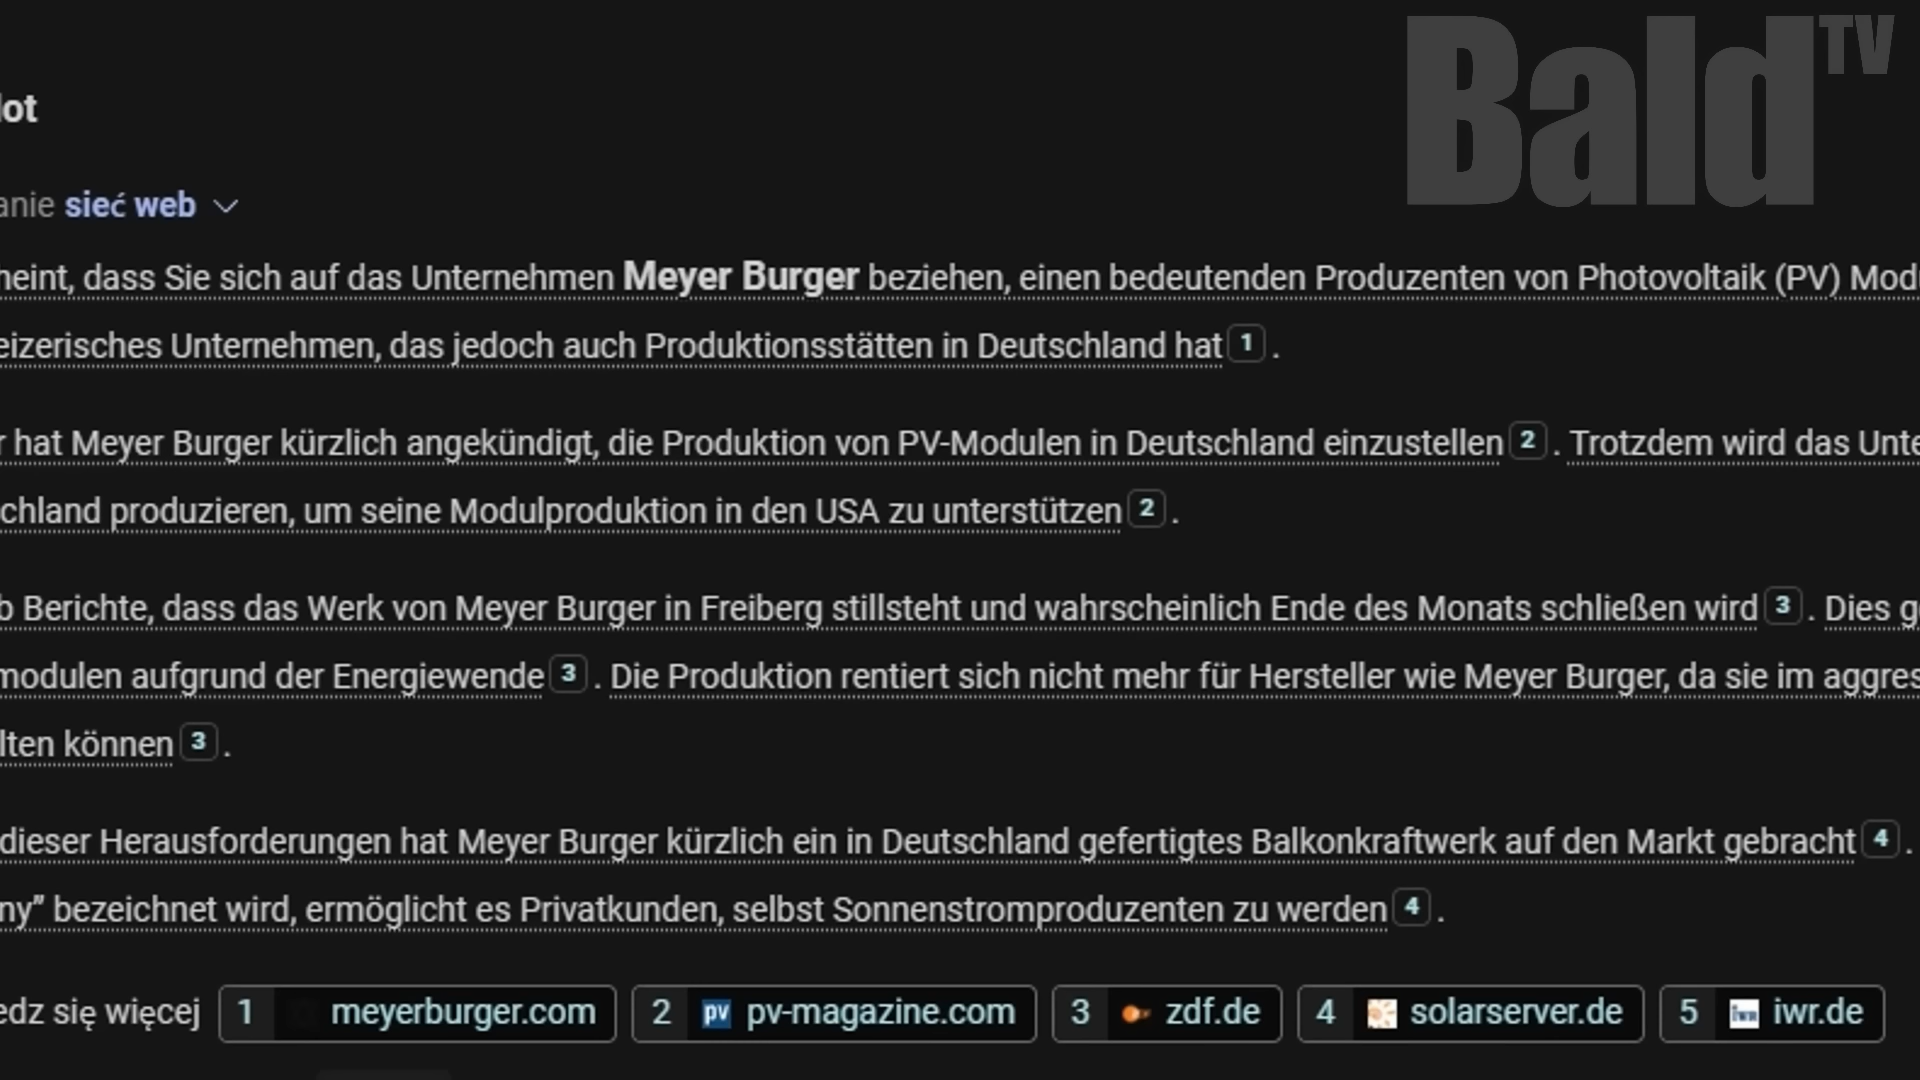 Bald TV
lot
anie sieć web
heint, dass Sie sich auf das Unternehmen Meyer Burger beziehen, einen bedeutenden Produzenten von Photovoltaik (PV) Modu
eizerisches Unternehmen, das jedoch auch Produktionsstätten in Deutschland hat 1 .
r hat Meyer Burger kürzlich angekündigt, die Produktion von PV-Modulen in Deutschland einzustellen 2 . Trotzdem wird das Unte
chland produzieren, um seine Modulproduktion in den USA zu unterstützen 2 .
b Berichte, dass das Werk von Meyer Burger in Freiberg stillsteht und wahrscheinlich Ende des Monats schließen wird 3 . Dies g
modulen aufgrund der Energiewende 3 . Die Produktion rentiert sich nicht mehr für Hersteller wie Meyer Burger, da sie im aggres
lten können 3 .
dieser Herausforderungen hat Meyer Burger kürzlich ein in Deutschland gefertigtes Balkonkraftwerk auf den Markt gebracht 4 .
ny” bezeichnet wird, ermöglicht es Privatkunden, selbst Sonnenstromproduzenten zu werden 4 .
edz się więcej 1 meyerburger.com 2 pv pv-magazine.com 3 zdf.de 4 solarserver.de 5 iwr iwr.de